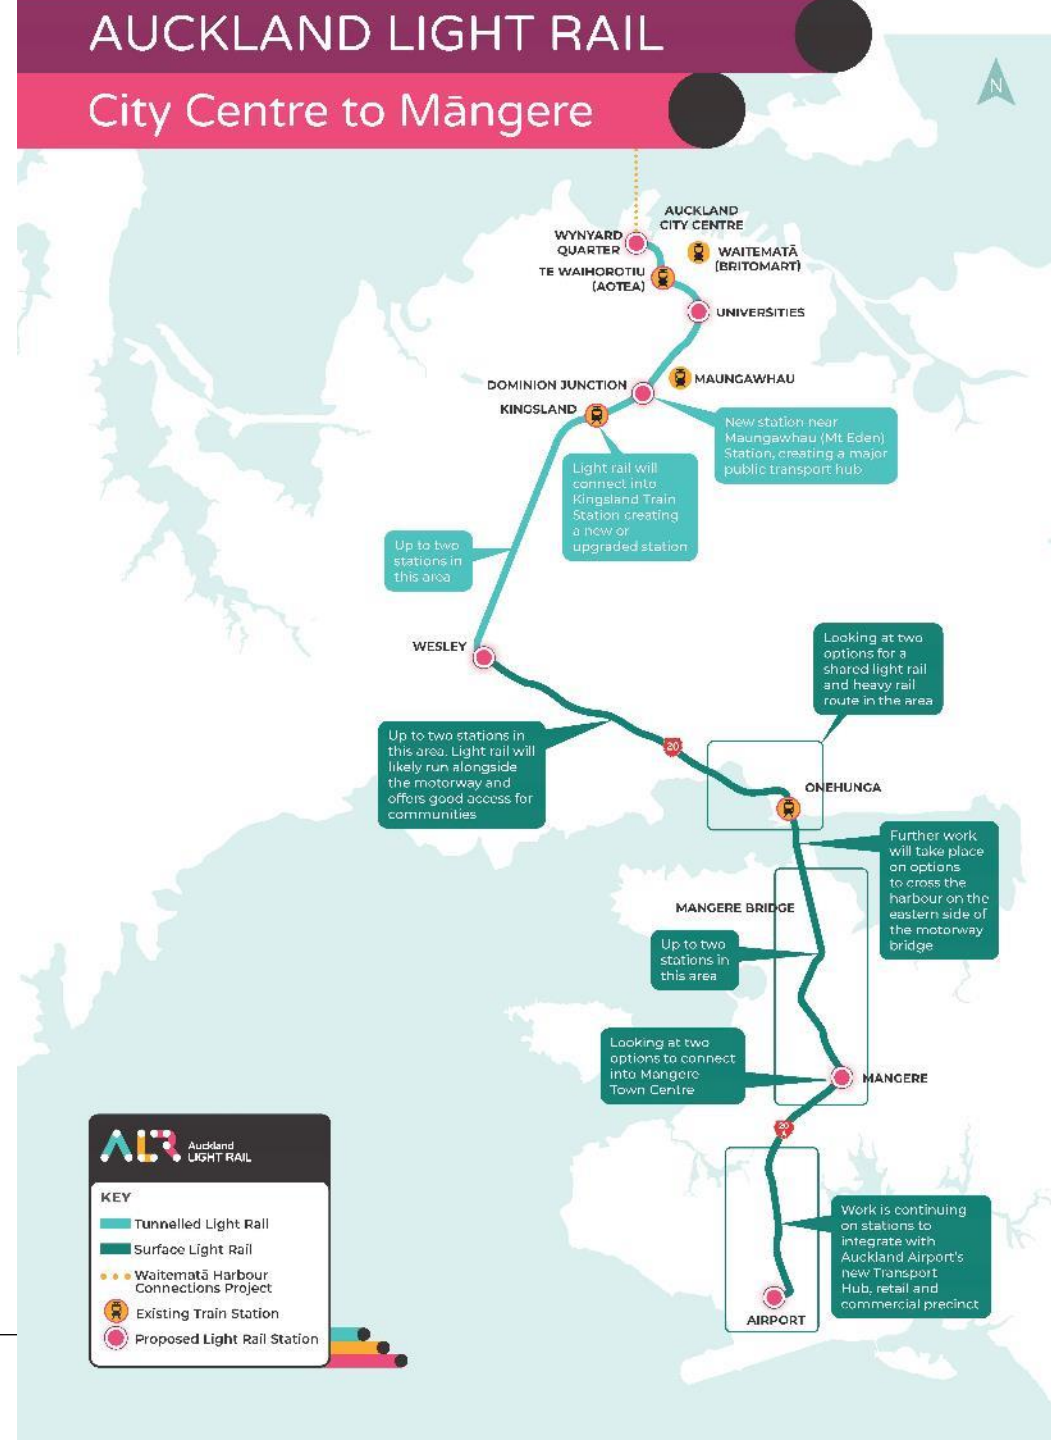 AUCKLAND LIGHT RAIL
City Centre to Māngere
N
AUCKLAND
CITY CENTRE
WYNYARD
QUARTER
WAITEMATĀ
(BRITOMART)
TE WAIHOROTIU
(AOTEA)
UNIVERSITIES
DOMINION JUNCTION
MAUNGAWHAU
KINGSLAND
New station near
Maungawhau (Mt Eden)
Station, creating a major
public transport hub
Light rail will
connect into
Kingsland Train
Station creating
a new or
upgraded station
Up to two
stations in
this area
WESLEY
Looking at two
options for a
shared light rail
and heavy rail
route in the area
Up to two stations in
this area. Light rail will
likely run alongside
the motorway and
offers good access for
communities
20
ONEHUNGA
Further work
will take place
on options
to cross the
harbour on the
eastern side of
the motorway
bridge
MANGERE BRIDGE
Up to two
stations in
this area
Looking at two
options to connect
into Mangere
Town Centre
MANGERE
20
A
Work is continuing
on stations to
integrate with
Auckland Airport's
new Transport
Hub, retail and
commercial precinct
AIRPORT
ALR
Auckland
LIGHT RAIL
KEY
Tunnelled Light Rail
Surface Light Rail
Waitematā Harbour
Connections Project
Existing Train Station
Proposed Light Rail Station